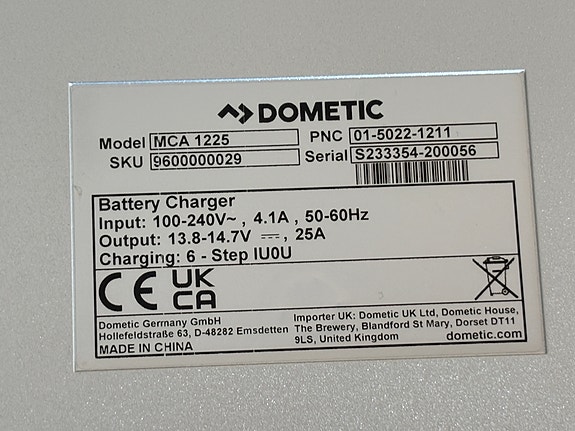 DOMETIC
Model MCA 1225 PNC 01-5022-1211
SKU 9600000029 Serial S233354-200056
Battery Charger
Input: 100-240V~ , 4.1A , 50-60Hz
Output: 13.8-14.7V ⎓ , 25A
Charging: 6 - Step IU0U
CE UK
CA
Dometic Germany GmbH
Hollefeldstraße 63, D-48282 Emsdetten
MADE IN CHINA
Importer UK: Dometic UK Ltd, Dometic House,
The Brewery, Blandford St Mary, Dorset DT11
9LS, United Kingdom
dometic.com